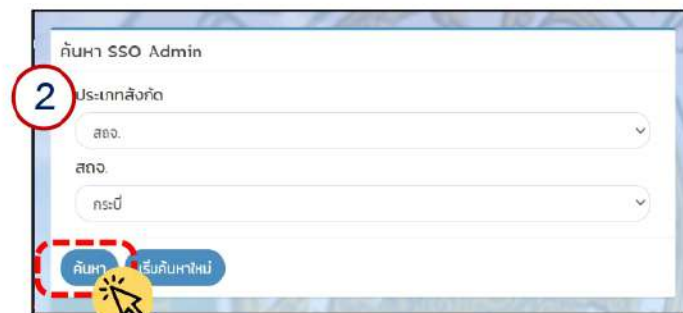 ค้นหา SSO Admin
2
ประเภทสังกัด
สถจ.
สถจ.
กระบี่
ค้นหา เริ่มค้นหาใหม่